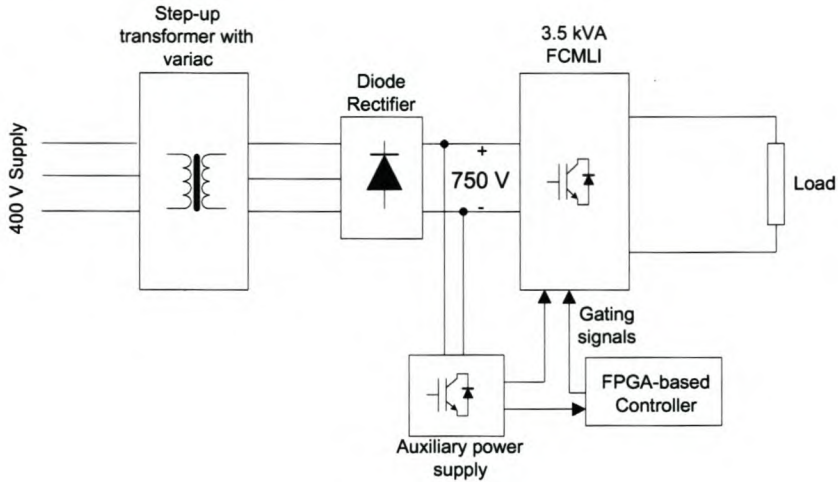 Step-up
transformer with
variac
3.5 kVA
FCMLI
Diode
Rectifier
400 V Supply
+
750 V
-
Load
Gating
signals
FPGA-based
Controller
Auxiliary power
supply